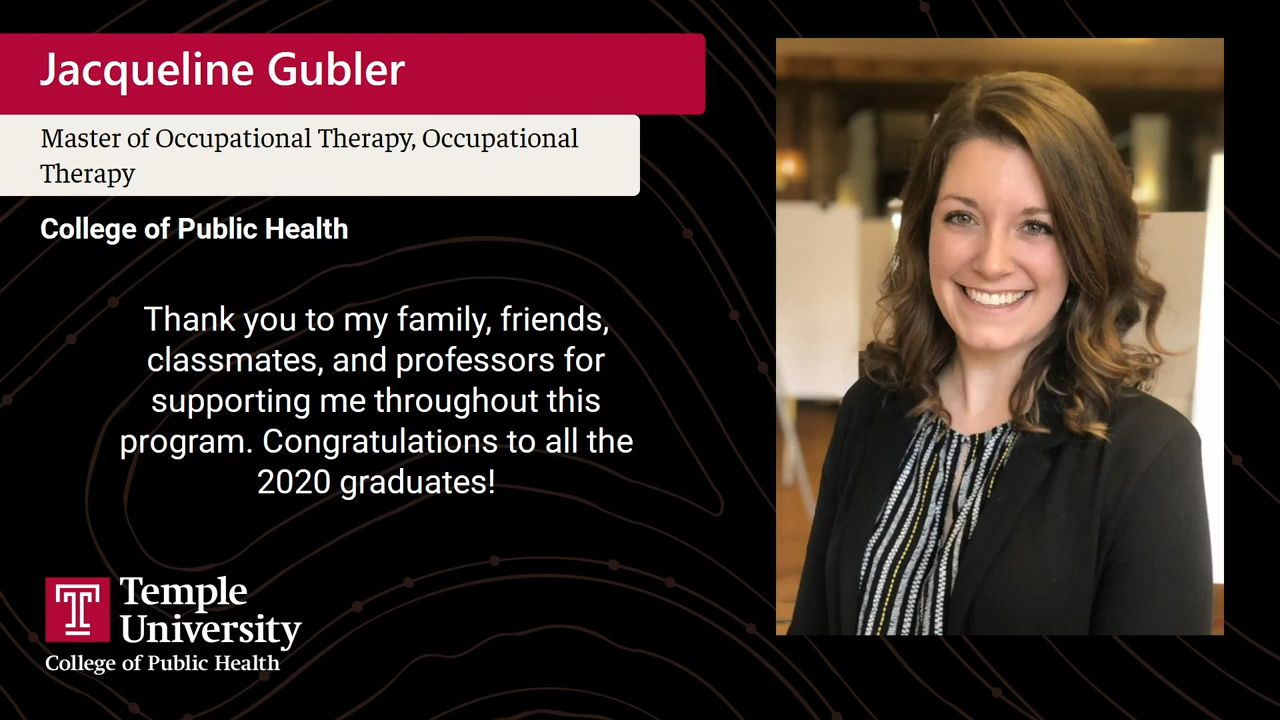 Jacqueline Gubler
Master of Occupational Therapy, Occupational
Therapy
College of Public Health
Thank you to my family, friends,
classmates, and professors for
supporting me throughout this
program. Congratulations to all the
2020 graduates!
T
Temple
University
College of Public Health